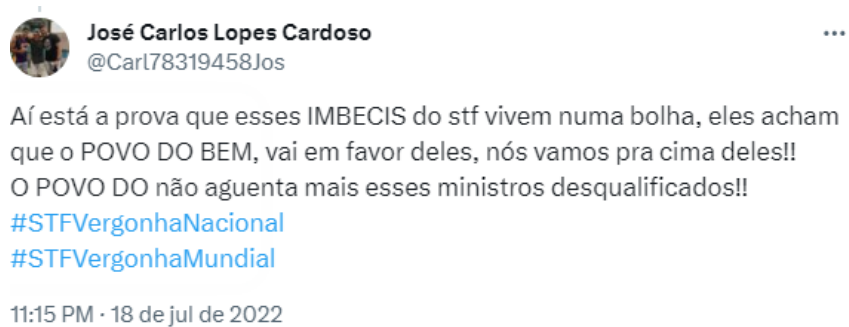 José Carlos Lopes Cardoso
@Carl78319458Jos
Aí está a prova que esses IMBECIS do stf vivem numa bolha, eles acham
que o POVO DO BEM, vai em favor deles, nós vamos pra cima deles!!
O POVO DO não aguenta mais esses ministros desqualificados!!
#STFVergonhaNacional
#STFVergonhaMundial
11:15 PM · 18 de jul de 2022